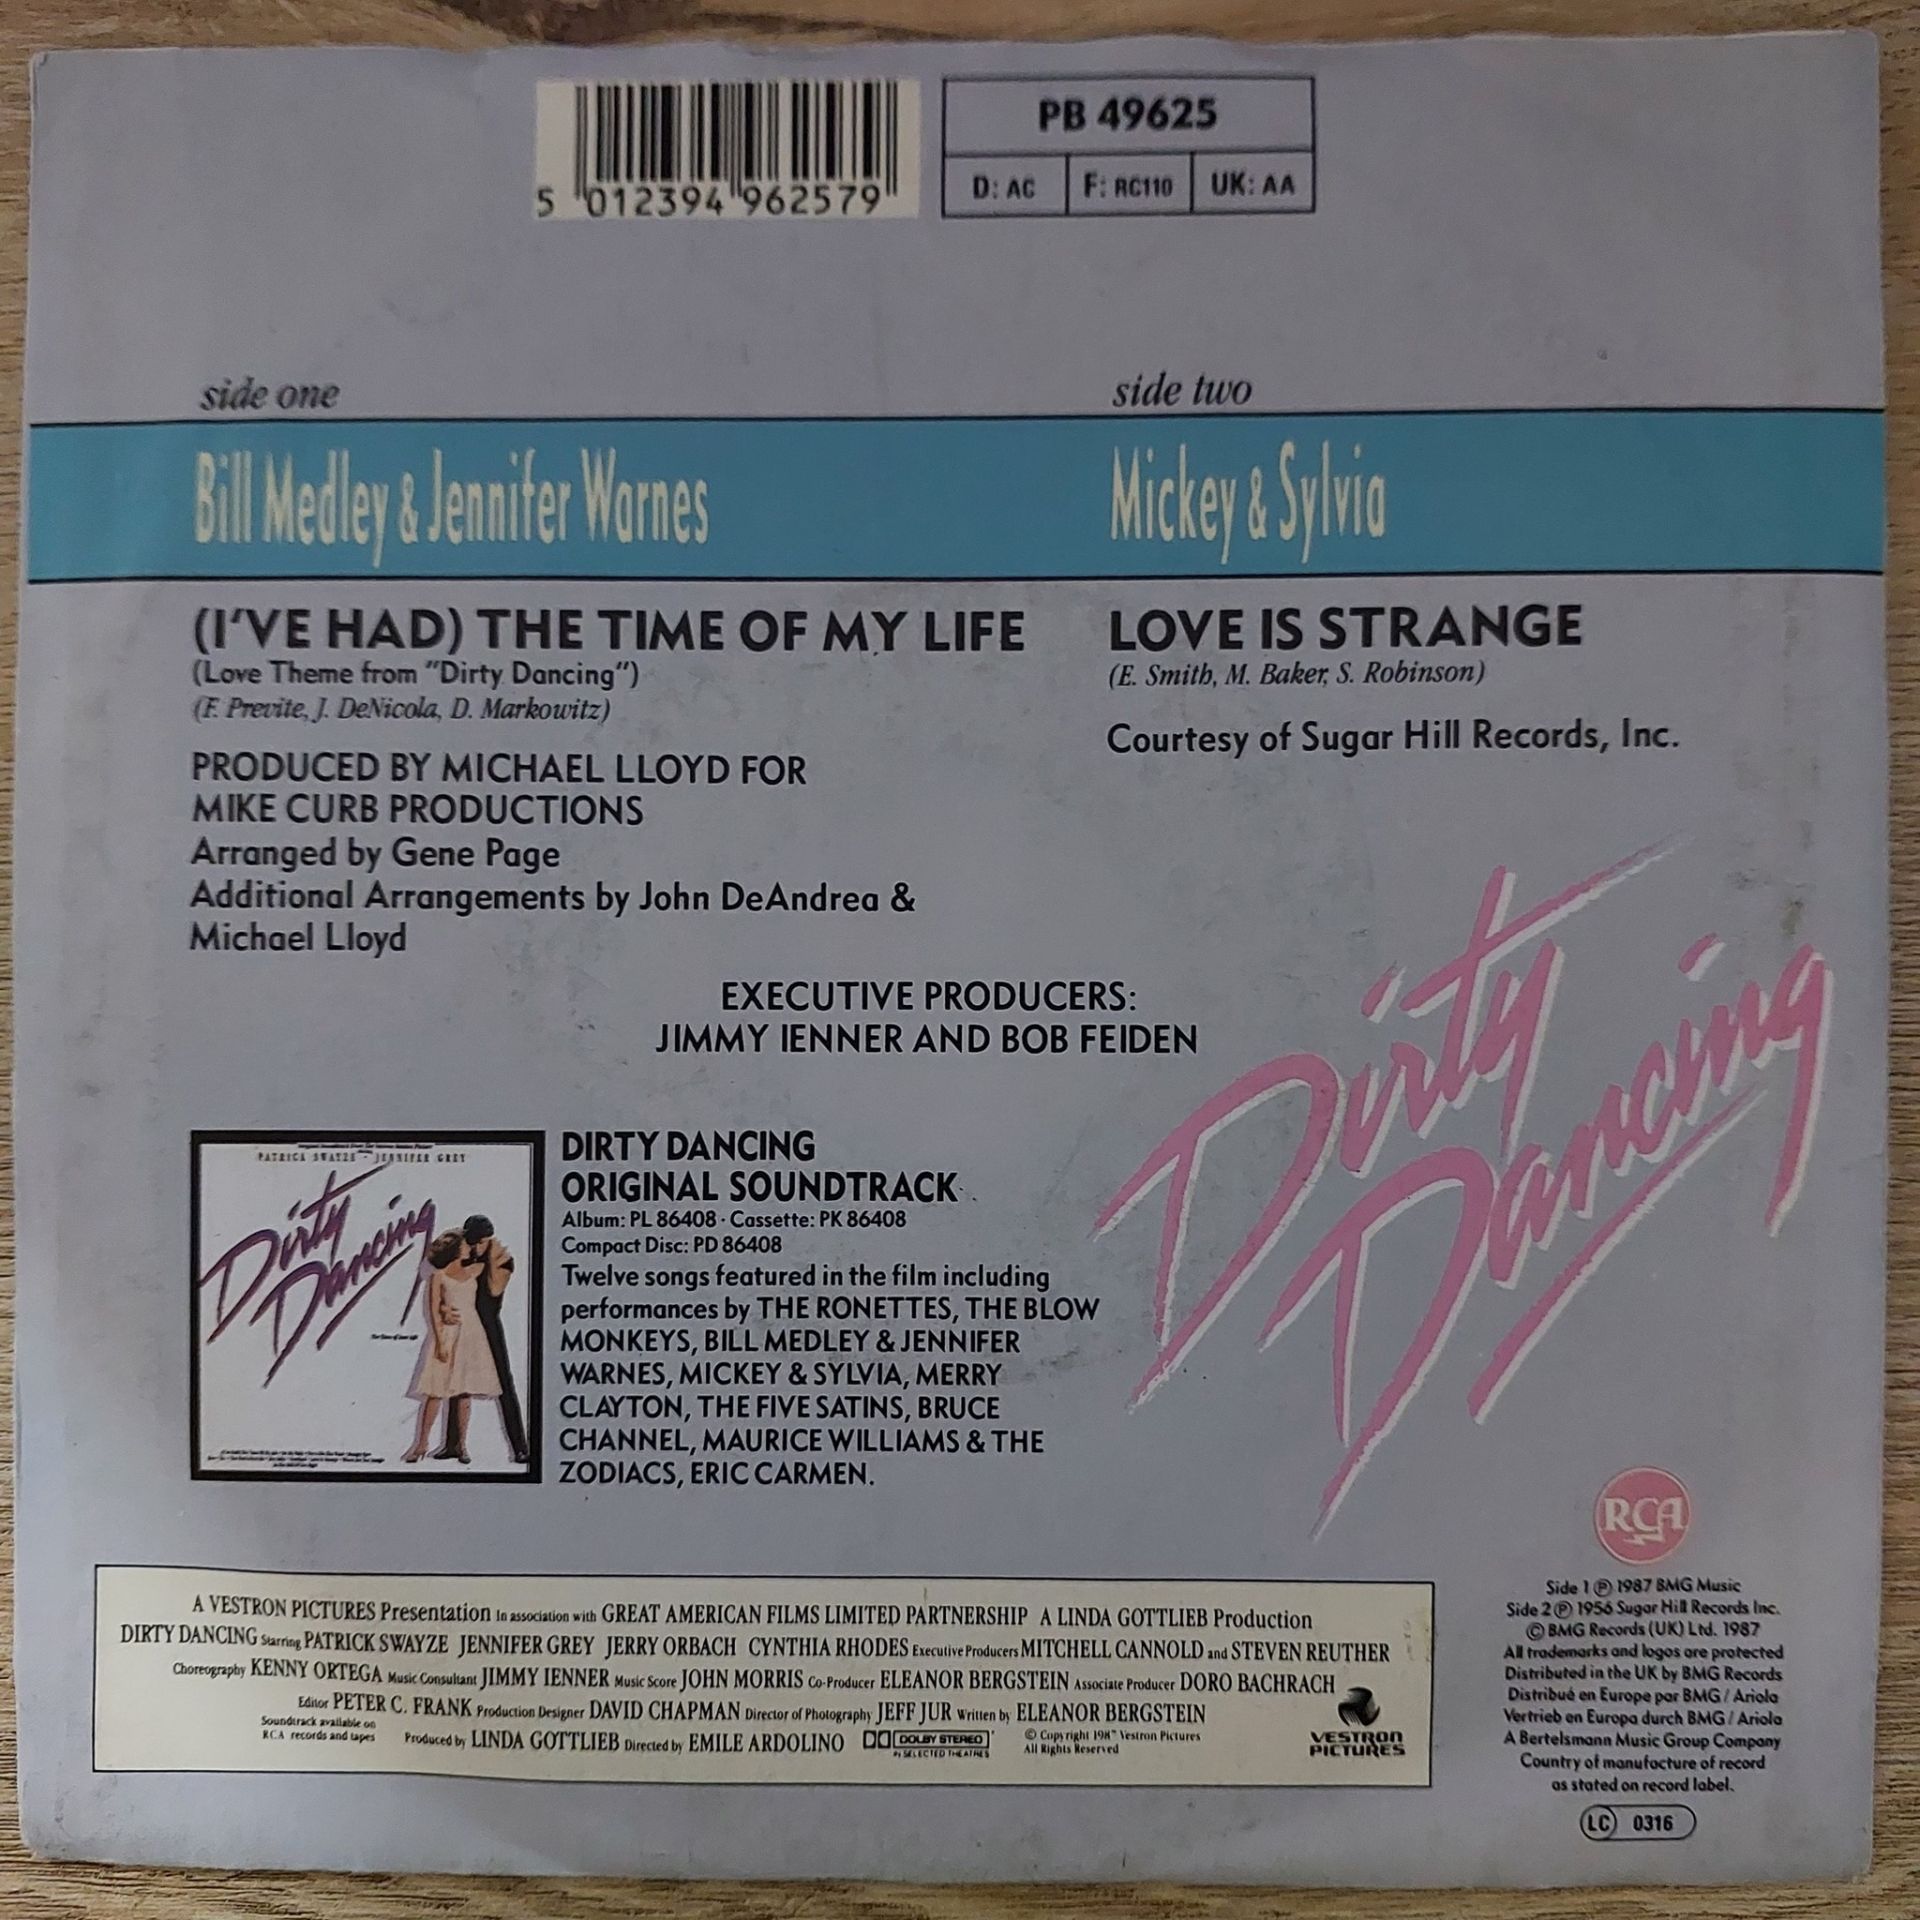 5 012394 962579
PB 49625
D: AC F: RC110 UK: AA
side one
Bill Medley & Jennifer Warnes
(I'VE HAD) THE TIME OF MY LIFE
(Love Theme from "Dirty Dancing")
(F. Previte, J. DeNicola, D. Markowitz)
PRODUCED BY MICHAEL LLOYD FOR
MIKE CURB PRODUCTIONS
Arranged by Gene Page
Additional Arrangements by John DeAndrea &
Michael Lloyd
side two
Mickey & Sylvia
LOVE IS STRANGE
(E. Smith, M. Baker, S. Robinson)
Courtesy of Sugar Hill Records, Inc.
EXECUTIVE PRODUCERS:
JIMMY IENNER AND BOB FEIDEN
Dirty
Dancing
PATRICK SWAYZE · JENNIFER GREY
Dirty
Dancing
DIRTY DANCING
ORIGINAL SOUNDTRACK
Album: PL 86408 · Cassette: PK 86408
Compact Disc: PD 86408
Twelve songs featured in the film including
performances by THE RONETTES, THE BLOW
MONKEYS, BILL MEDLEY & JENNIFER
WARNES, MICKEY & SYLVIA, MERRY
CLAYTON, THE FIVE SATINS, BRUCE
CHANNEL, MAURICE WILLIAMS & THE
ZODIACS, ERIC CARMEN.
A VESTRON PICTURES Presentation In association with GREAT AMERICAN FILMS LIMITED PARTNERSHIP A LINDA GOTTLIEB Production
DIRTY DANCING Starring PATRICK SWAYZE JENNIFER GREY JERRY ORBACH CYNTHIA RHODES Executive Producers MITCHELL CANNOLD and STEVEN REUTHER
Choreography KENNY ORTEGA Music Consultant JIMMY IENNER Music Score JOHN MORRIS Co-Producer ELEANOR BERGSTEIN Associate Producer DORO BACHRACH
Editor PETER C. FRANK Production Designer DAVID CHAPMAN Director of Photography JEFF JUR Written by ELEANOR BERGSTEIN
Soundtrack available on
RCA records and tapes
Produced by LINDA GOTTLIEB Directed by EMILE ARDOLINO
DOLBY STEREO
IN SELECTED THEATRES
© Copyright 1987 Vestron Pictures
All Rights Reserved
VESTRON
PICTURES
RCA
Side 1 ℗ 1987 BMG Music
Side 2 ℗ 1956 Sugar Hill Records Inc.
© BMG Records (UK) Ltd. 1987
All trademarks and logos are protected
Distributed in the UK by BMG Records
Distribué en Europe par BMG / Ariola
Vertrieb en Europa durch BMG / Ariola
A Bertelsmann Music Group Company
Country of manufacture of record
as stated on record label.
LC 0316